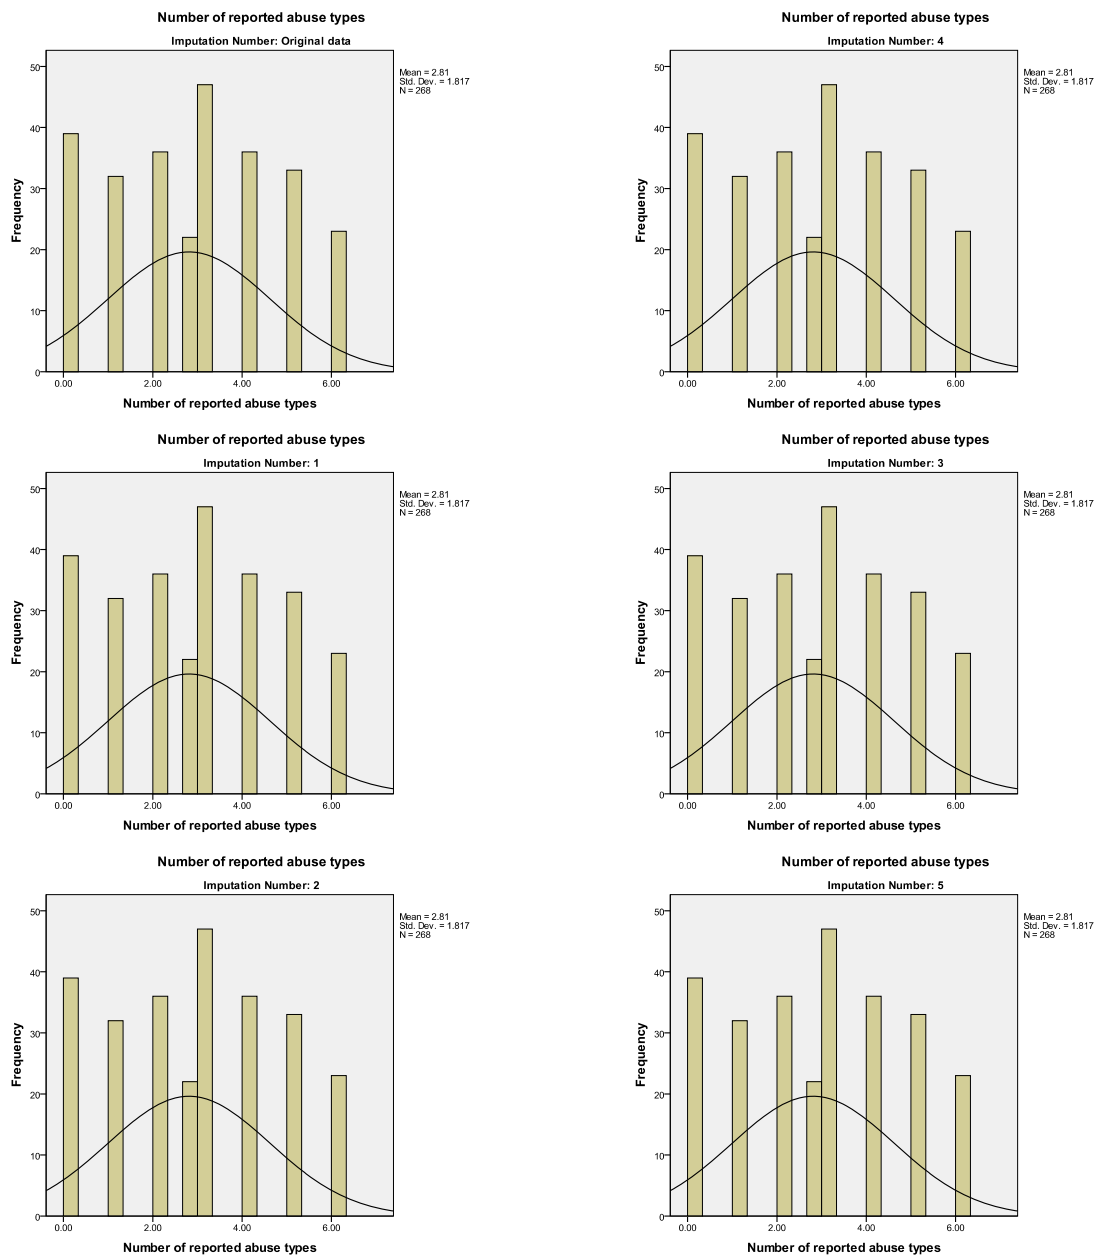 Number of reported abuse types
Imputation Number: Original data
Mean = 2.81
Std. Dev. = 1.817
N = 268
Frequency
50
40
30
20
10
0
0.00 2.00 4.00 6.00
Number of reported abuse types
Number of reported abuse types
Imputation Number: 4
Mean = 2.81
Std. Dev. = 1.817
N = 268
Frequency
50
40
30
20
10
0
0.00 2.00 4.00 6.00
Number of reported abuse types
Number of reported abuse types
Imputation Number: 1
Mean = 2.81
Std. Dev. = 1.817
N = 268
Frequency
50
40
30
20
10
0
0.00 2.00 4.00 6.00
Number of reported abuse types
Number of reported abuse types
Imputation Number: 3
Mean = 2.81
Std. Dev. = 1.817
N = 268
Frequency
50
40
30
20
10
0
0.00 2.00 4.00 6.00
Number of reported abuse types
Number of reported abuse types
Imputation Number: 2
Mean = 2.81
Std. Dev. = 1.817
N = 268
Frequency
50
40
30
20
10
0
0.00 2.00 4.00 6.00
Number of reported abuse types
Number of reported abuse types
Imputation Number: 5
Mean = 2.81
Std. Dev. = 1.817
N = 268
Frequency
50
40
30
20
10
0
0.00 2.00 4.00 6.00
Number of reported abuse types